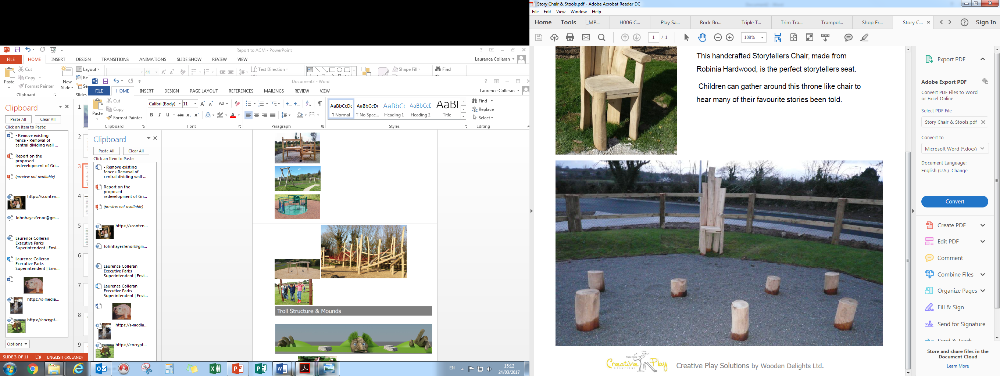 Report to ACM - PowerPoint
FILE HOME INSERT DESIGN TRANSITIONS ANIMATIONS SLIDE SHOW REVIEW VIEW
Laurence Colleran
Paste
Cut
Copy
Format Painter
Clipboard
New
Slide
Layout
Slides
44
Text Direction
Shape Fill
Find
Clipboard
Paste All Clear All
Click an Item to Paste:
• Remove existing
fence • Removal of
central dividing wall ...
Report on the
proposed
redevelopment of Gri...
(preview not available)
https://sconten...
Johnhayesfenor@gm...
Laurence Colleran
Executive Parks
Superintendent | Envi...
Laurence Colleran
Executive Parks
Superintendent | Envi...
https://s-media...
https://encrypt...
Options
1
2
3
4
5
6
7
8
9
SLIDE 3 OF 11 ENGLISH (IRELAND)
Document3 - Word
FILE HOME INSERT DESIGN PAGE LAYOUT REFERENCES MAILINGS REVIEW VIEW
Laurence Colleran
Paste
Cut
Copy
Format Painter
Clipboard
Calibri (Body) 11
Font
Paragraph
AaBbCcDc AaBbCcDc AaBbCc AaBbCcD AaBl
¶ Normal ¶ No Spac... Heading 1 Heading 2 Title
Styles
Find
Replace
Select
Editing
Clipboard
Paste All Clear All
Click an Item to Paste:
• Remove existing
fence • Removal of
central dividing wall ...
Report on the
proposed
redevelopment of Gri...
(preview not available)
https://sconten...
Johnhayesfenor@gm...
Laurence Colleran
Executive Parks
Superintendent | Envi...
Laurence Colleran
Executive Parks
Superintendent | Envi...
https://s-media...
https://encrypt...
Troll Structure & Mounds
EN
15:12
24/03/2017
Story Chair & Stools.pdf - Adobe Acrobat Reader DC
File Edit View Window Help
Home Tools _MP... H006 C... Play Sa... Rock Bo... Triple T... Trim Tra... Trampol... Shop Fr... Story C... Sign In
1 / 1 108%
This handcrafted Storytellers Chair, made from
Robinia Hardwood, is the perfect storytellers seat.
Children can gather around this throne like chair to
hear many of their favourite stories been told.
Creative Play
SOLUTIONS
Creative Play Solutions by Wooden Delights Ltd.
Export PDF
Adobe Export PDF
Convert PDF Files to Word
or Excel Online
Select PDF File
Story Chair & Stools.pdf
Convert to
Microsoft Word (*.docx)
Document Language:
English (U.S.) Change
Convert
Create PDF
Edit PDF
Comment
Combine Files
Organize Pages
Fill & Sign
Send for Signature
Send & Track
Store and share files in the
Document Cloud
Learn More